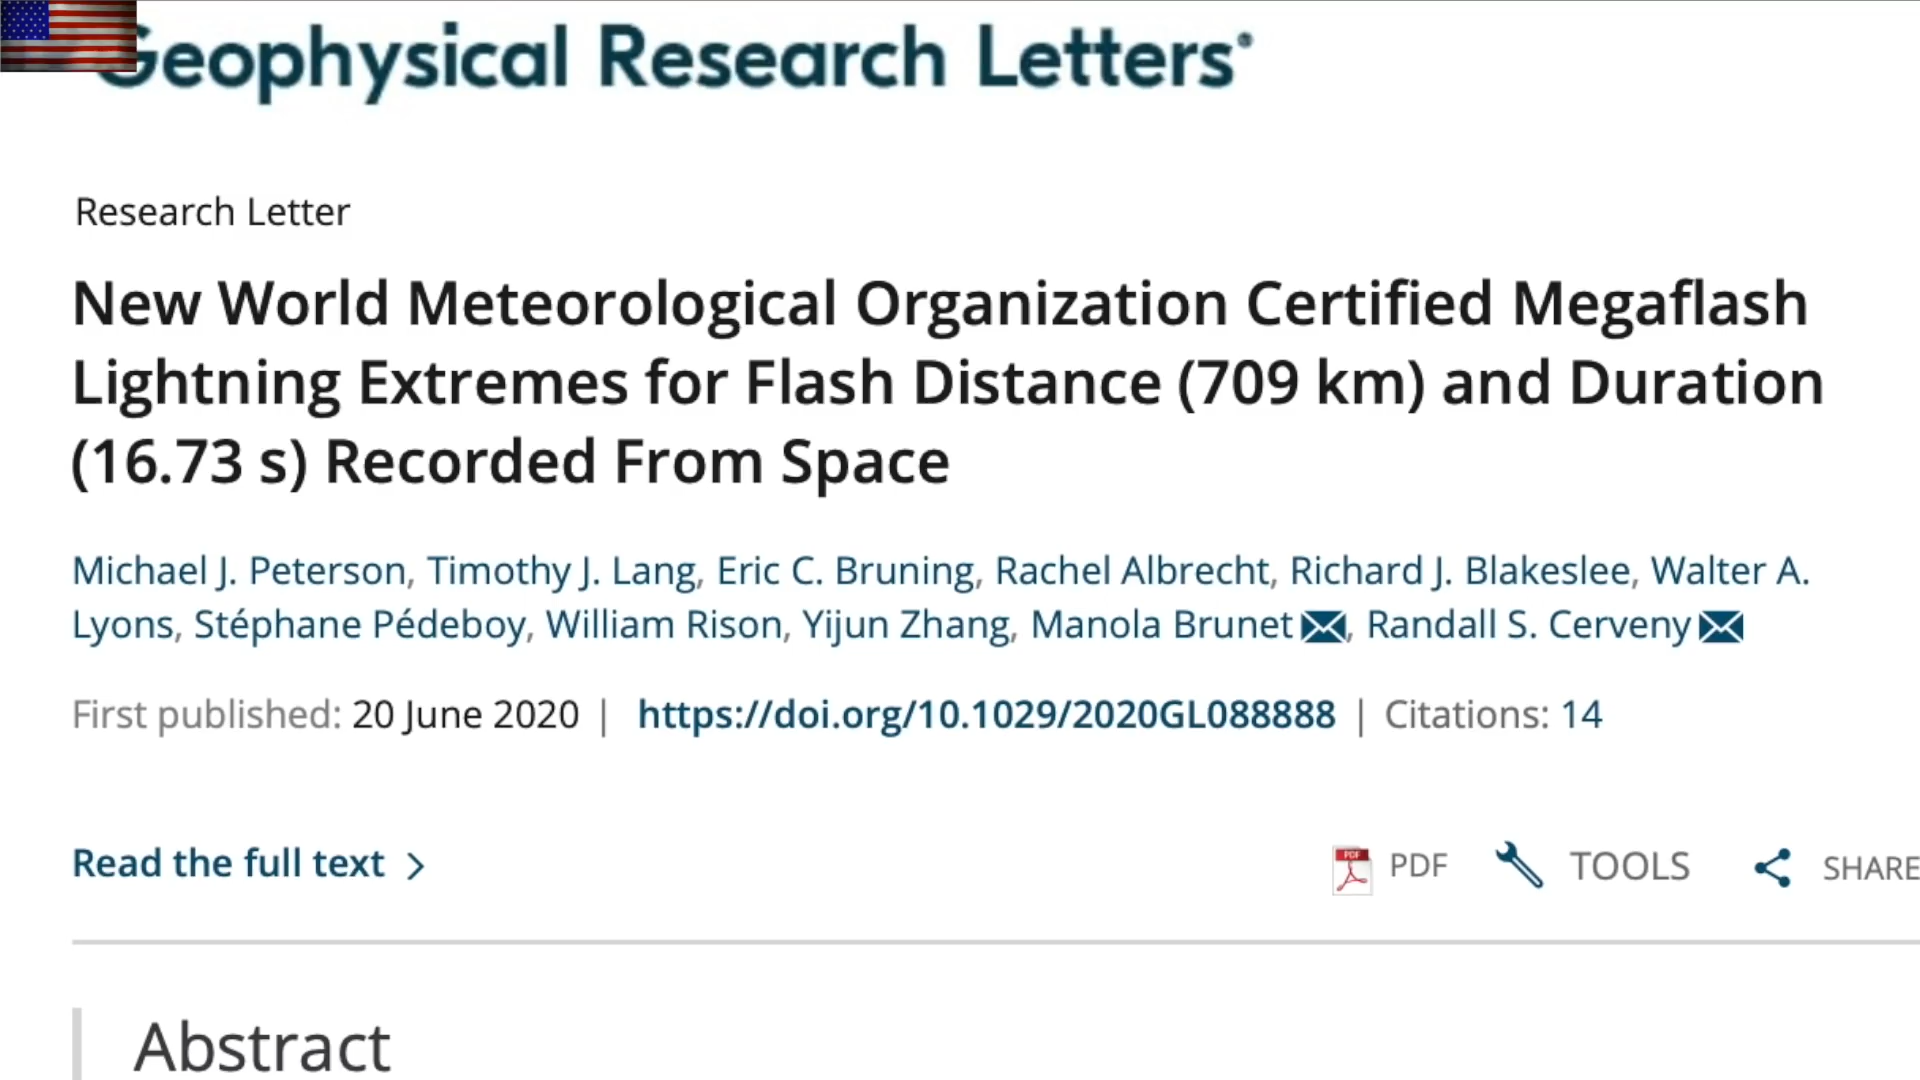 Geophysical Research Letters®
Research Letter
New World Meteorological Organization Certified Megaflash
Lightning Extremes for Flash Distance (709 km) and Duration
(16.73 s) Recorded From Space
Michael J. Peterson, Timothy J. Lang, Eric C. Bruning, Rachel Albrecht, Richard J. Blakeslee, Walter A.
Lyons, Stéphane Pédeboy, William Rison, Yijun Zhang, Manola Brunet, Randall S. Cerveny
First published: 20 June 2020 | https://doi.org/10.1029/2020GL088888 | Citations: 14
Read the full text >
PDF PDF TOOLS SHARE
Abstract